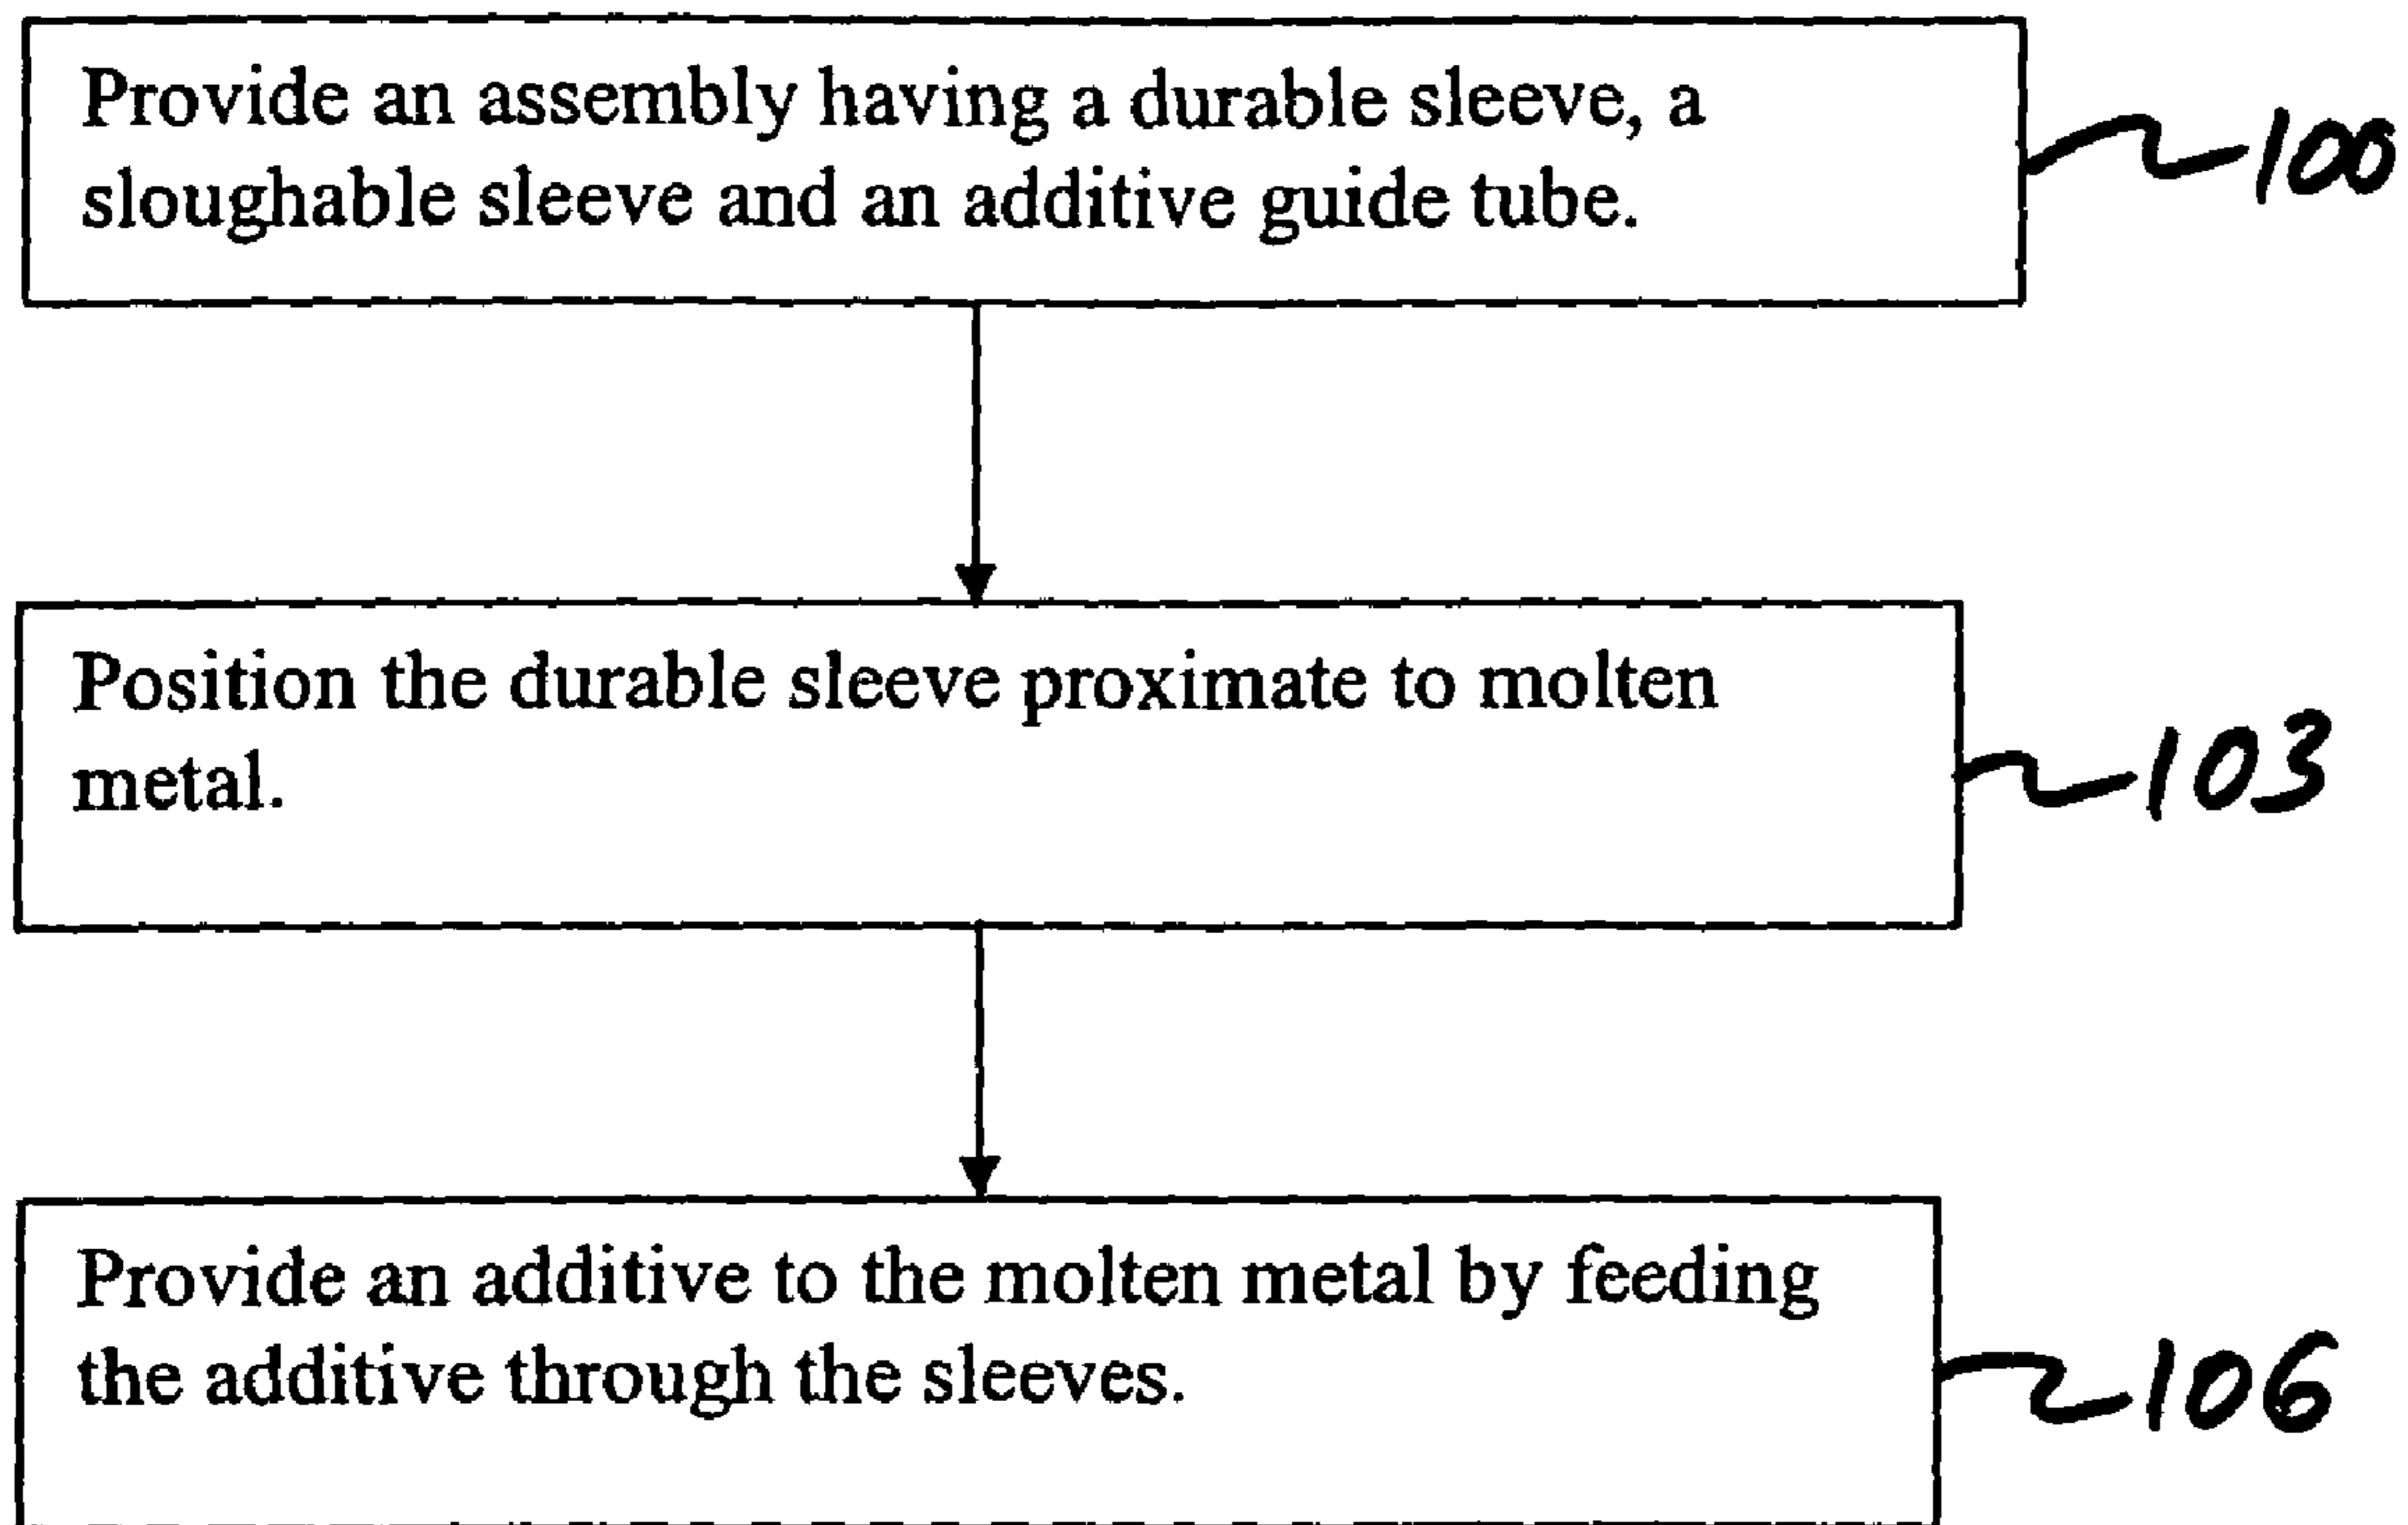 Provide an assembly having a durable sleeve, a
sloughable sleeve and an additive guide tube.
100
Position the durable sleeve proximate to molten
metal.
103
Provide an additive to the molten metal by feeding
the additive through the sleeves.
106